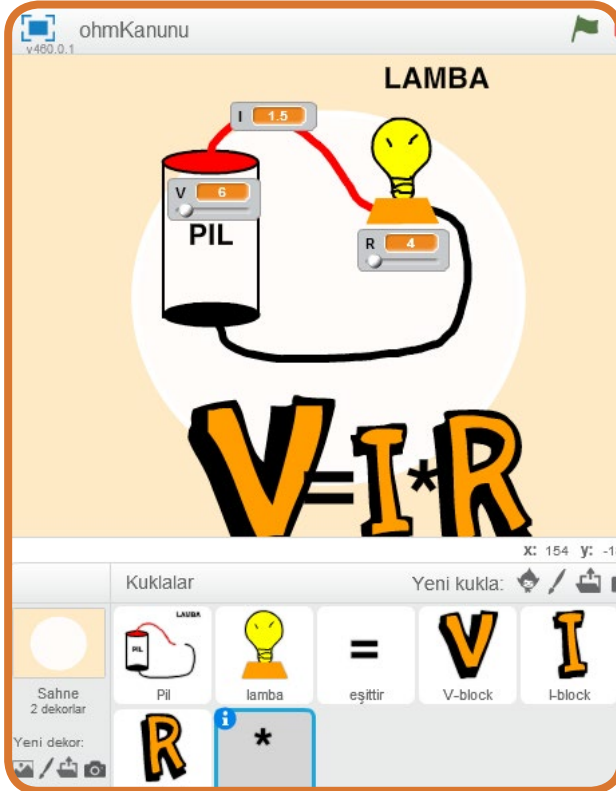 ohmKanunu
v460.0.1
LAMBA
I 1.5
V 6
PIL
R 4
V=I*R
x: 154 y: -1
Kuklalar
Yeni kukla:
LAMBA
PIL
=
V
I
Sahne
2 dekorlar
Pil
lamba
eşittir
V-block
I-block
Yeni dekor:
R
*